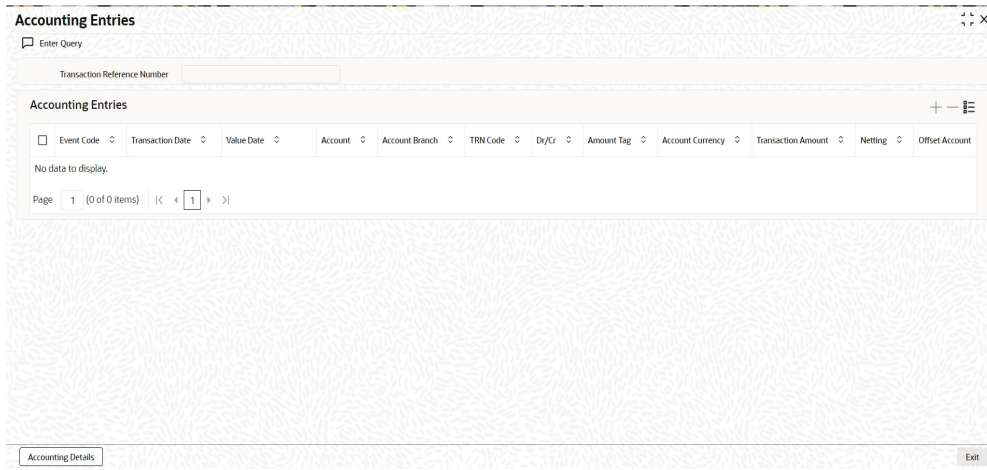 Accounting Entries
Enter Query
Transaction Reference Number
Accounting Entries
Event Code Transaction Date Value Date Account Account Branch TRN Code Dr/Cr Amount Tag Account Currency Transaction Amount Netting Offset Account
No data to display.
Page 1 (0 of 0 items) 1
Accounting Details Exit